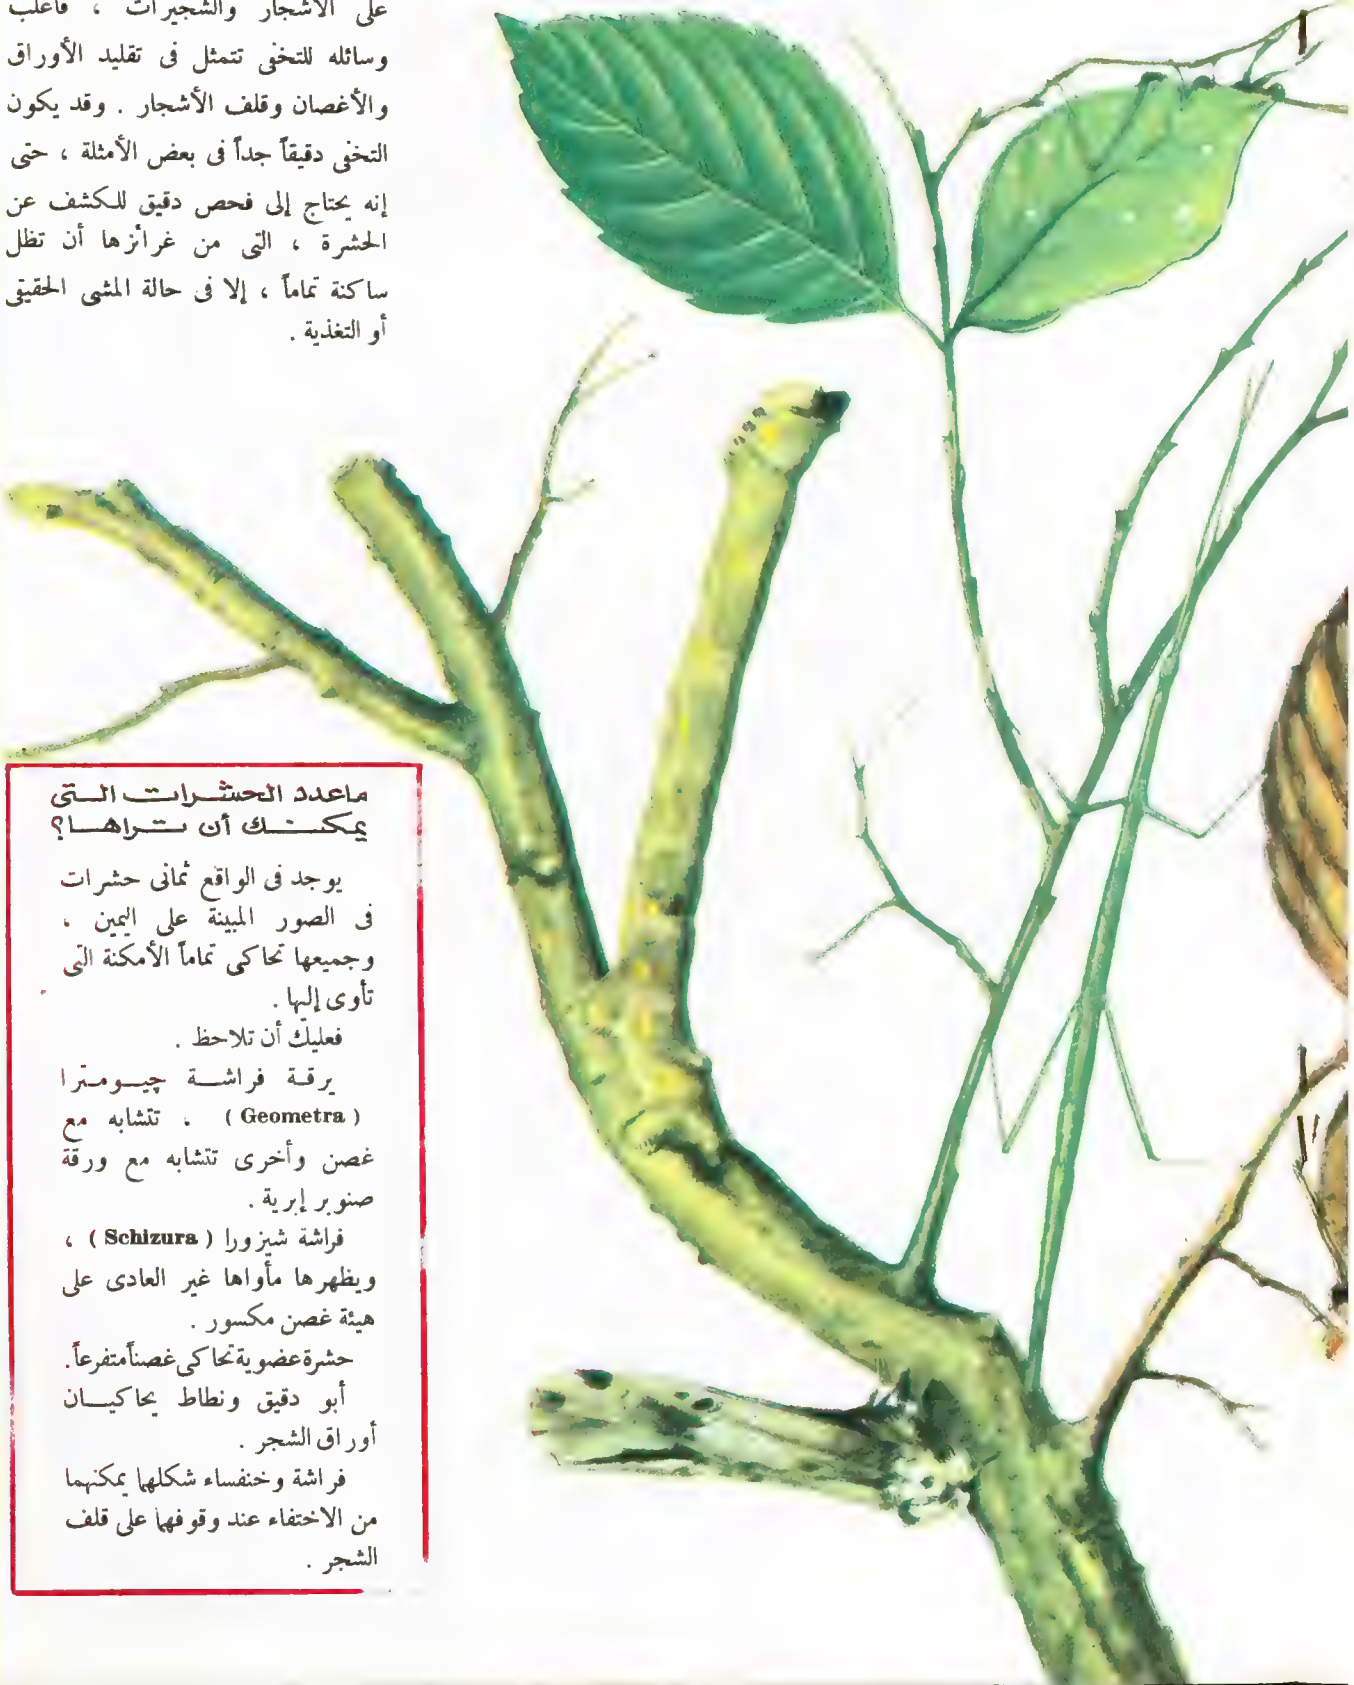 على الأشجار والشجيرات ، فأغلب
وسائله للتخفى تتمثل فى تقليد الأوراق
والأغصان وقلف الأشجار . وقد يكون
التخفى دقيقاً جداً فى بعض الأمثلة ، حتى
إنه يحتاج إلى فحص دقيق للكشف عن
الحشرة ، التى من غرائزها أن تظل
ساكنة تماماً ، إلا فى حالة المشى الحقيقى
أو التغذية .
ماعدد الحشرات التى
يمكنك أن تراها؟
يوجد فى الواقع ثمانى حشرات
فى الصور المبينة على اليمين ،
وجميعها تحاكى تماماً الأمكنة التى
تأوى إليها .
فعليك أن تلاحظ .
يرقة فراشة چيومترا
( Geometra ) ، تتشابه مع
غصن وأخرى تتشابه مع ورقة
صنوبر إبرية .
فراشة شيزورا ( Schizura ) ،
ويظهرها مأواها غير العادى على
هيئة غصن مكسور .
حشرة عضوية تحاكى غصناً متفرعاً.
أبو دقيق ونطاط يحاكيان
أوراق الشجر .
فراشة وخنفساء شكلهما يمكنهما
من الاختفاء عند وقوفهما على قلف
الشجر .